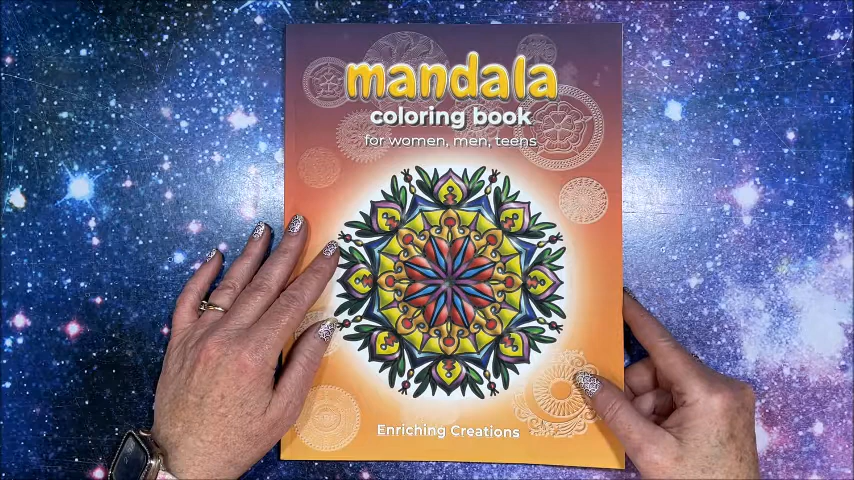 mandala
coloring book
for women, men, teens
Enriching Creations